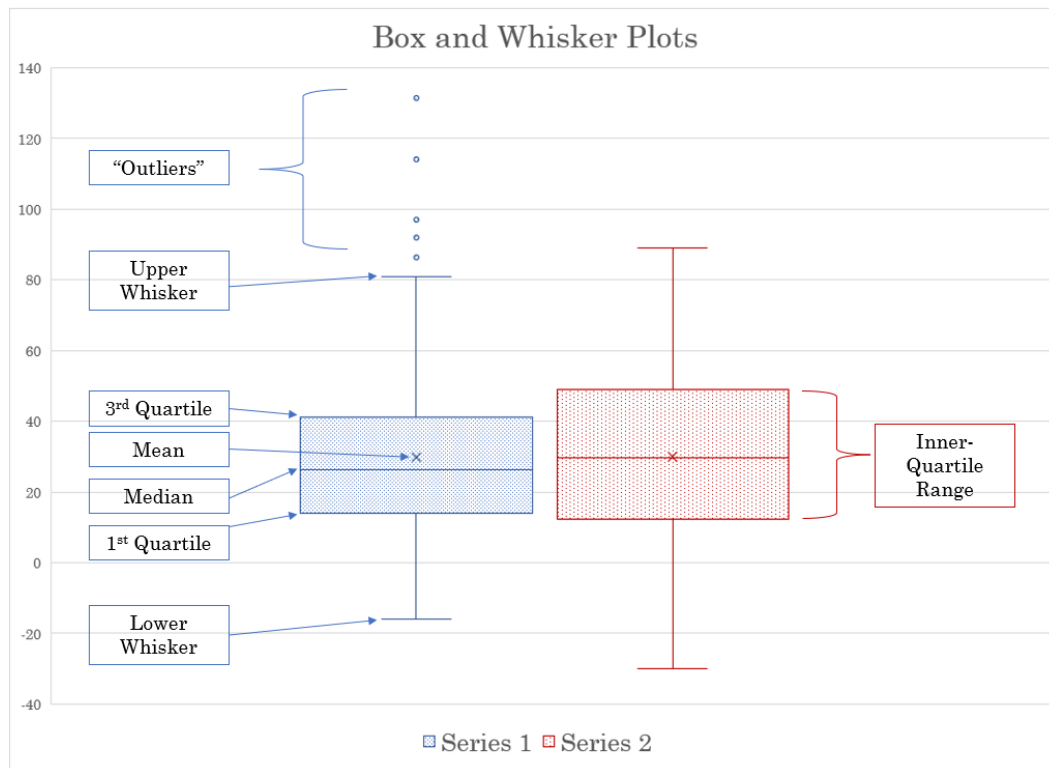 Box and Whisker Plots
140
120
100
80
60
40
20
0
-20
-40
“Outliers”
Upper
Whisker
3rd Quartile
Mean
Median
1st Quartile
Lower
Whisker
Inner-
Quartile
Range
Series 1
Series 2